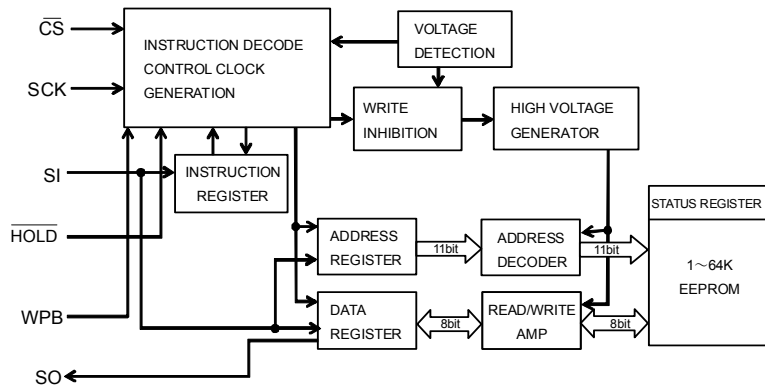 CS
SCK
SI
HOLD
WPB
SO
INSTRUCTION DECODE
CONTROL CLOCK
GENERATION
VOLTAGE
DETECTION
WRITE
INHIBITION
HIGH VOLTAGE
GENERATOR
INSTRUCTION
REGISTER
ADDRESS
REGISTER
11bit
ADDRESS
DECODER
11bit
DATA
REGISTER
8bit
READ/WRITE
AMP
8bit
STATUS REGISTER
1～64K
EEPROM